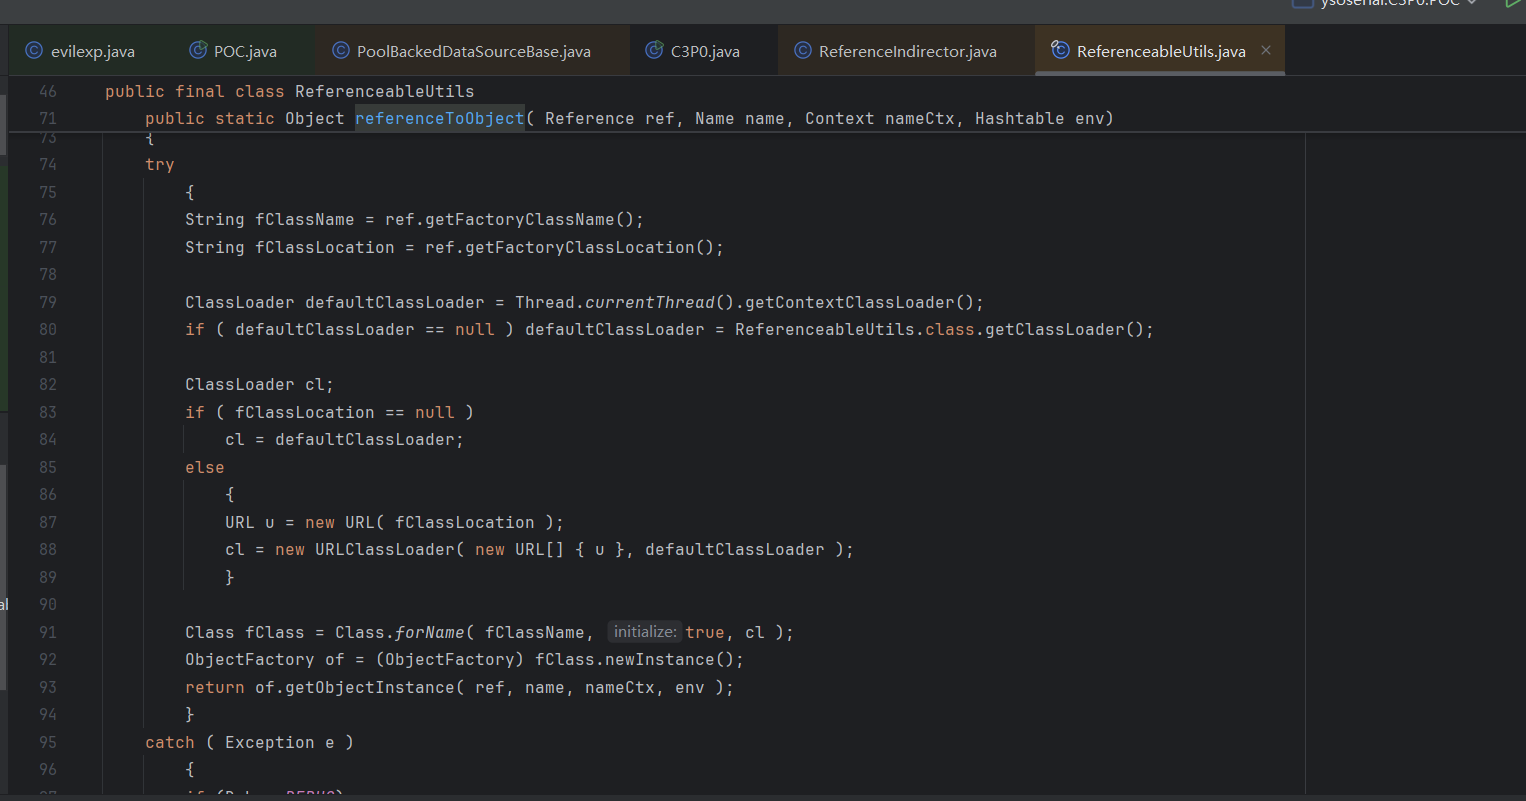 ysoserial.C3P0.POC
evilexp.java POC.java PoolBackedDataSourceBase.java C3P0.java ReferenceIndirector.java ReferenceableUtils.java
46 public final class ReferenceableUtils
71 public static Object referenceToObject( Reference ref, Name name, Context nameCtx, Hashtable env)
73 {
74 try
75 {
76 String fClassName = ref.getFactoryClassName();
77 String fClassLocation = ref.getFactoryClassLocation();
78
79 ClassLoader defaultClassLoader = Thread.currentThread().getContextClassLoader();
80 if ( defaultClassLoader == null ) defaultClassLoader = ReferenceableUtils.class.getClassLoader();
81
82 ClassLoader cl;
83 if ( fClassLocation == null )
84 cl = defaultClassLoader;
85 else
86 {
87 URL u = new URL( fClassLocation );
88 cl = new URLClassLoader( new URL[] { u }, defaultClassLoader );
89 }
90
91 Class fClass = Class.forName( fClassName, initialize: true, cl );
92 ObjectFactory of = (ObjectFactory) fClass.newInstance();
93 return of.getObjectInstance( ref, name, nameCtx, env );
94 }
95 catch ( Exception e )
96 {